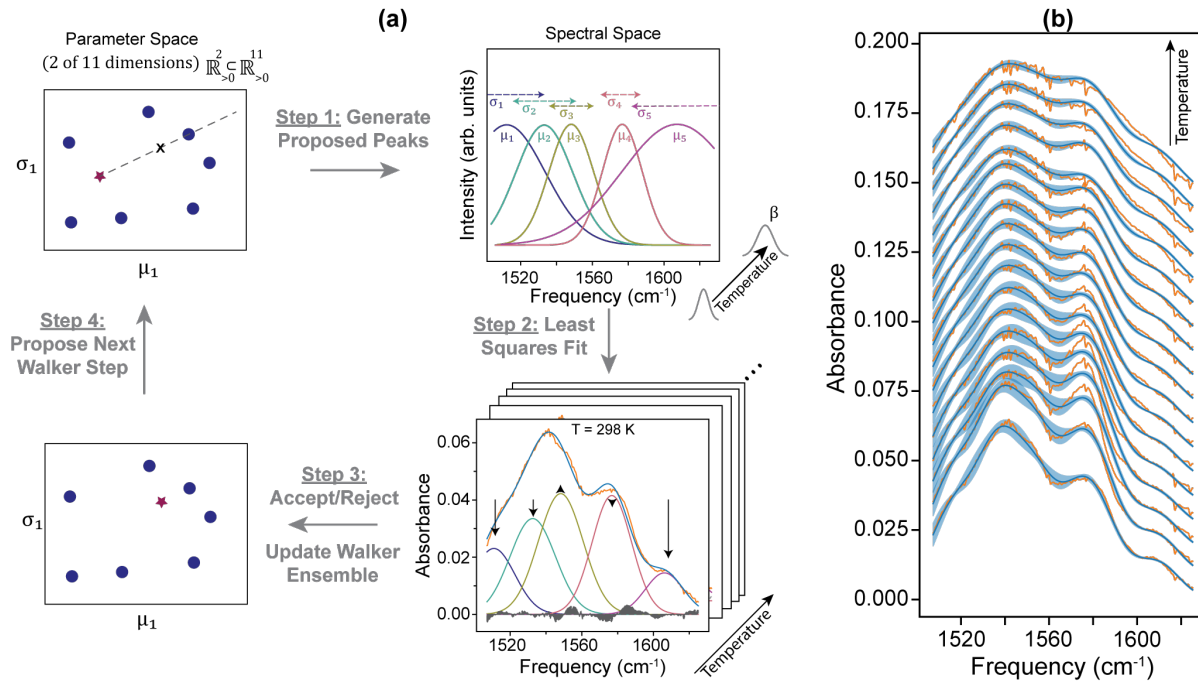 (a)
Parameter Space
(2 of 11 dimensions) ℝ²>0 ⊂ ℝ¹¹>0
σ1
μ1
Step 1: Generate
Proposed Peaks
Spectral Space
Intensity (arb. units)
σ1
σ2
σ3
σ4
σ5
μ1
μ2
μ3
μ4
μ5
1520
1560
1600
Frequency (cm-1)
β
Temperature
Step 2: Least
Squares Fit
T = 298 K
Absorbance
0.06
0.04
0.02
0.00
1520
1560
1600
Frequency (cm-1)
Temperature
Step 3:
Accept/Reject
Update Walker
Ensemble
σ1
μ1
Step 4:
Propose Next
Walker Step
(b)
Temperature
Absorbance
0.200
0.175
0.150
0.125
0.100
0.075
0.050
0.025
0.000
1520
1560
1600
Frequency (cm-1)